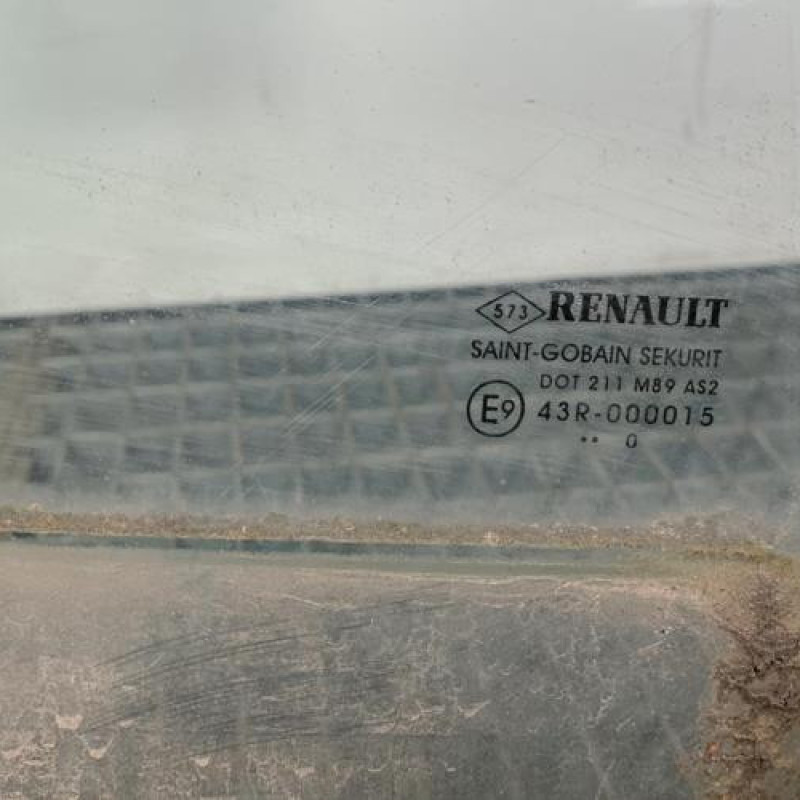 573 RENAULT
SAINT-GOBAIN SEKURIT
DOT 211 M89 AS2
E9 43R-000015
•• 0